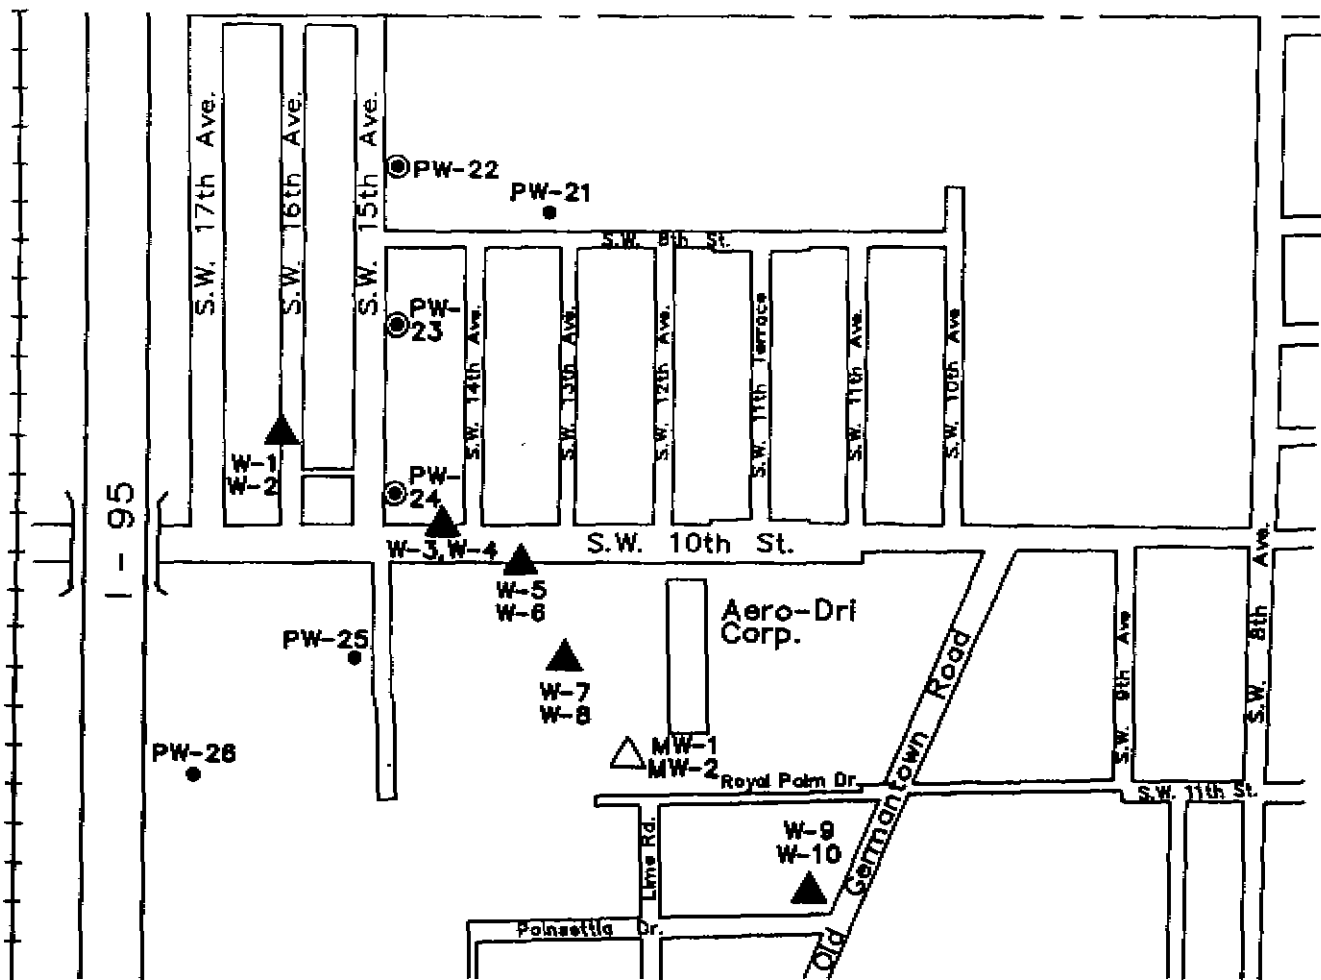 S.W. 17th Ave.
S.W. 16th Ave.
S.W. 15th Ave.
PW-22
PW-21
S.W. 8th St.
PW-
23
S.W. 14th Ave.
S.W. 13th Ave.
S.W. 12th Ave.
S.W. 11th Terrace
S.W. 11th Ave.
S.W. 10th Ave
W-1
W-2
PW-
24
I-95
W-3,W-4
S.W. 10th St.
W-5
W-6
Aero-Dri
Corp.
PW-25
W-7
W-8
Old Germantown Road
S.W. 9th Ave
S.W. 8th Ave.
PW-26
MW-1
MW-2
Royal Palm Dr.
S.W. 11th St.
Lime Rd.
W-9
W-10
Poinsettia Dr.